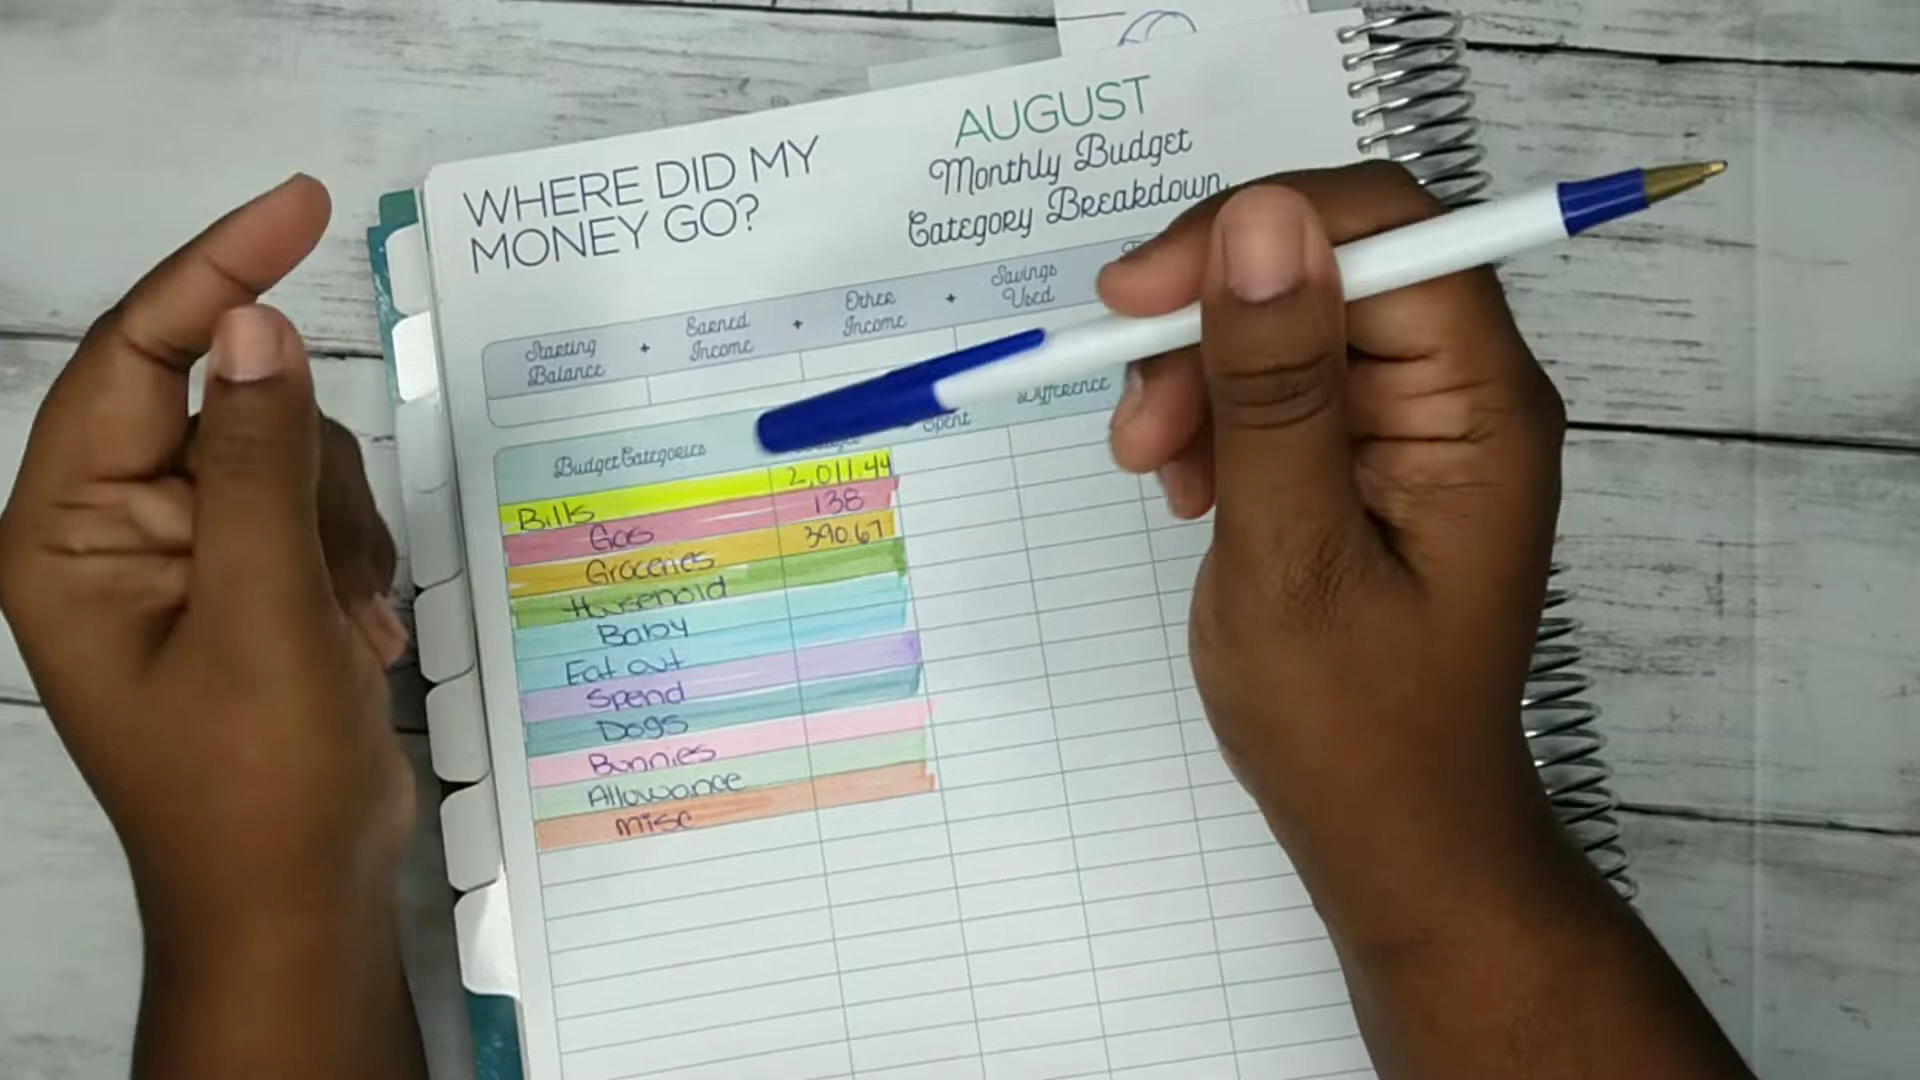 WHERE DID MY
MONEY GO?
AUGUST
Monthly Budget
Category Breakdown
Starting
Balance
+
Earned
Income
+
Other
Income
+
Savings
Used
Budget Categories
Spent
Difference
Bills 2,011.44
Gas 138
Groceries 390.67
Household
Baby
Eat out
Spend
Dogs
Bunnies
Allowance
misc